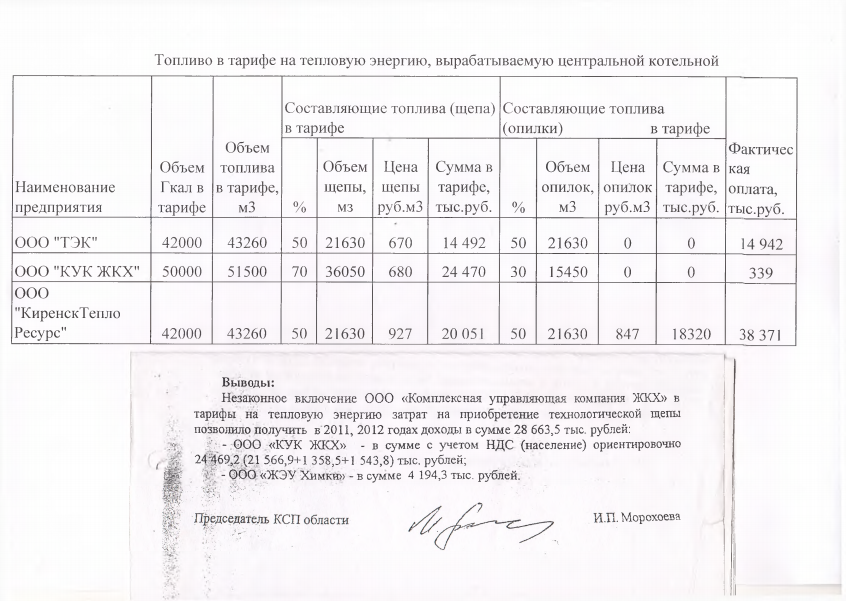 Топливо в тарифе на тепловую энергию, вырабатываемую центральной котельной
Наименование предприятия | Объем Гкал в тарифе | Объем топлива в тарифе, м3 | Составляющие топлива (щепа) в тарифе | Составляющие топлива (опилки) в тарифе | Фактичес кая оплата, тыс.руб.
% | Объем щепы, мз | Цена щепы руб.м3 | Сумма в тарифе, тыс.руб. | % | Объем опилок, м3 | Цена опилок руб.м3 | Сумма в тарифе, тыс.руб.
ООО "ТЭК" | 42000 | 43260 | 50 | 21630 | 670 | 14 492 | 50 | 21630 | 0 | 0 | 14 942
ООО "КУК ЖКХ" | 50000 | 51500 | 70 | 36050 | 680 | 24 470 | 30 | 15450 | 0 | 0 | 339
ООО "КиренскТепло Ресурс" | 42000 | 43260 | 50 | 21630 | 927 | 20 051 | 50 | 21630 | 847 | 18320 | 38 371
Выводы:
Незаконное включение ООО «Комплексная управляющая компания ЖКХ» в
тарифы на тепловую энергию затрат на приобретение технологической щепы
позволило получить в 2011, 2012 годах доходы в сумме 28 663,5 тыс. рублей:
- ООО «КУК ЖКХ» - в сумме с учетом НДС (население) ориентировочно
24 469,2 (21 566,9+1 358,5+1 543,8) тыс. рублей;
- ООО «ЖЭУ Химки» - в сумме 4 194,3 тыс. рублей.
Председатель КСП области И.П. Морохоева